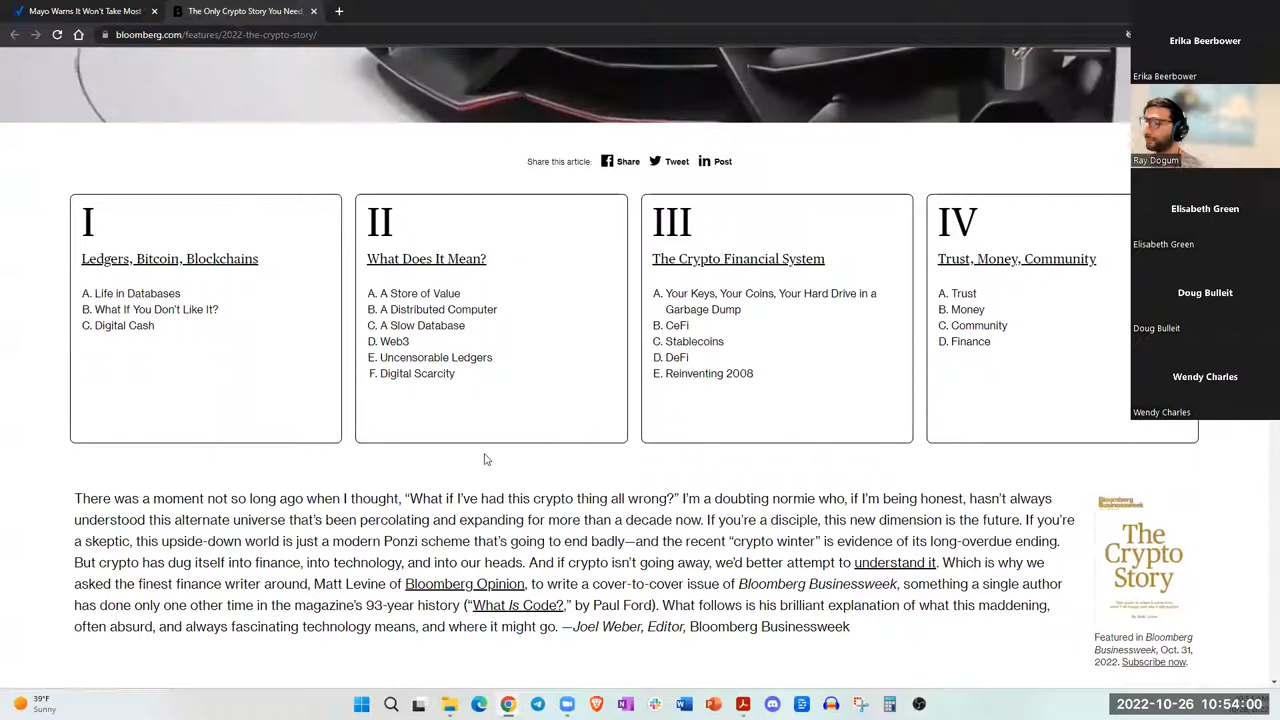 Mayo Warns It Won't Take Most
The Only Crypto Story You Need
bloomberg.com/features/2022-the-crypto-story/
Share this article:
Share
Tweet
Post
I
Ledgers, Bitcoin, Blockchains
A. Life in Databases
B. What If You Don't Like It?
C. Digital Cash
II
What Does It Mean?
A. A Store of Value
B. A Distributed Computer
C. A Slow Database
D. Web3
E. Uncensorable Ledgers
F. Digital Scarcity
III
The Crypto Financial System
A. Your Keys, Your Coins, Your Hard Drive in a
Garbage Dump
B. CeFi
C. Stablecoins
D. DeFi
E. Reinventing 2008
IV
Trust, Money, Community
A. Trust
B. Money
C. Community
D. Finance
Erika Beerbower
Erika Beerbower
Ray Dogum
Elisabeth Green
Elisabeth Green
Doug Bulleit
Doug Bulleit
Wendy Charles
Wendy Charles
There was a moment not so long ago when I thought, “What if I've had this crypto thing all wrong?” I'm a doubting normie who, if I'm being honest, hasn't always
understood this alternate universe that's been percolating and expanding for more than a decade now. If you're a disciple, this new dimension is the future. If you're
a skeptic, this upside-down world is just a modern Ponzi scheme that's going to end badly—and the recent “crypto winter” is evidence of its long-overdue ending.
But crypto has dug itself into finance, into technology, and into our heads. And if crypto isn't going away, we'd better attempt to understand it. Which is why we
asked the finest finance writer around, Matt Levine of Bloomberg Opinion, to write a cover-to-cover issue of Bloomberg Businessweek, something a single author
has done only one other time in the magazine's 93-year history (“What Is Code?,” by Paul Ford). What follows is his brilliant explanation of what this maddening,
often absurd, and always fascinating technology means, and where it might go. —Joel Weber, Editor, Bloomberg Businessweek
Bloomberg
Businessweek
The
Crypto
Story
Featured in Bloomberg
Businessweek, Oct. 31,
2022. Subscribe now.
39°F
Sunny
2022-10-26 10:54:00